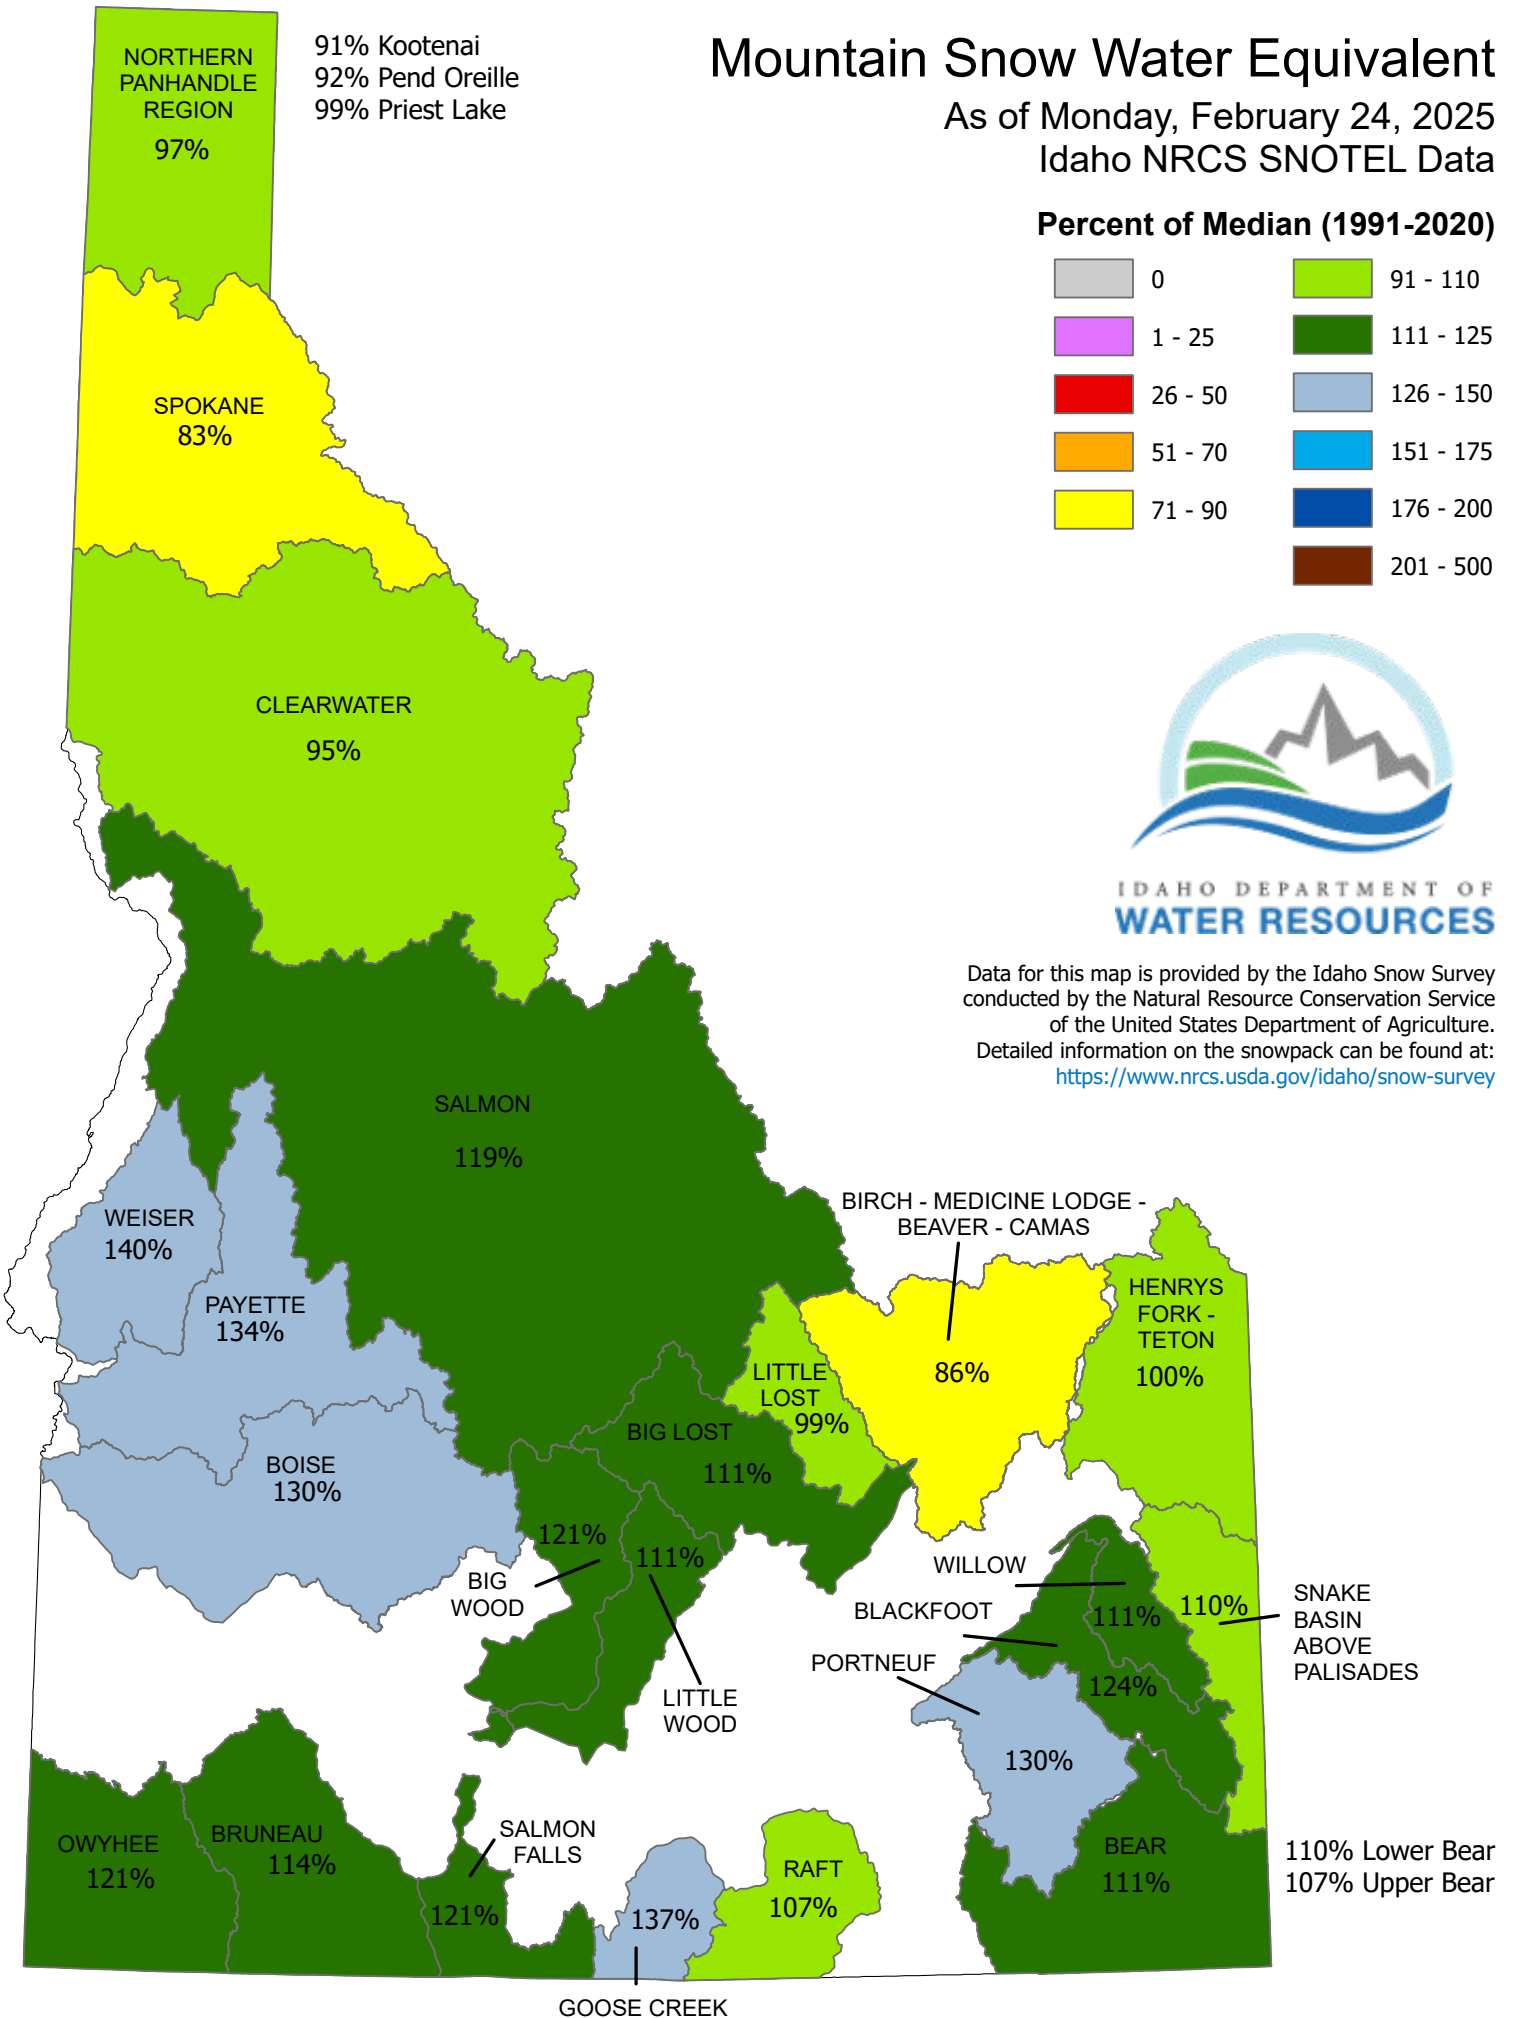 Mountain Snow Water Equivalent
As of Monday, February 24, 2025
Idaho NRCS SNOTEL Data
Percent of Median (1991-2020)
0
1 - 25
26 - 50
51 - 70
71 - 90
91 - 110
111 - 125
126 - 150
151 - 175
176 - 200
201 - 500
IDAHO DEPARTMENT OF
WATER RESOURCES
Data for this map is provided by the Idaho Snow Survey
conducted by the Natural Resource Conservation Service
of the United States Department of Agriculture.
Detailed information on the snowpack can be found at:
https://www.nrcs.usda.gov/idaho/snow-survey
NORTHERN
PANHANDLE
REGION
97%
91% Kootenai
92% Pend Oreille
99% Priest Lake
SPOKANE
83%
CLEARWATER
95%
SALMON
119%
WEISER
140%
PAYETTE
134%
BOISE
130%
BIRCH - MEDICINE LODGE -
BEAVER - CAMAS
86%
HENRYS
FORK -
TETON
100%
LITTLE
LOST
99%
BIG LOST
111%
121%
BIG
WOOD
111%
LITTLE
WOOD
WILLOW
111%
BLACKFOOT
124%
PORTNEUF
130%
110%
SNAKE
BASIN
ABOVE
PALISADES
OWYHEE
121%
BRUNEAU
114%
SALMON
FALLS
121%
137%
GOOSE CREEK
RAFT
107%
BEAR
111%
110% Lower Bear
107% Upper Bear